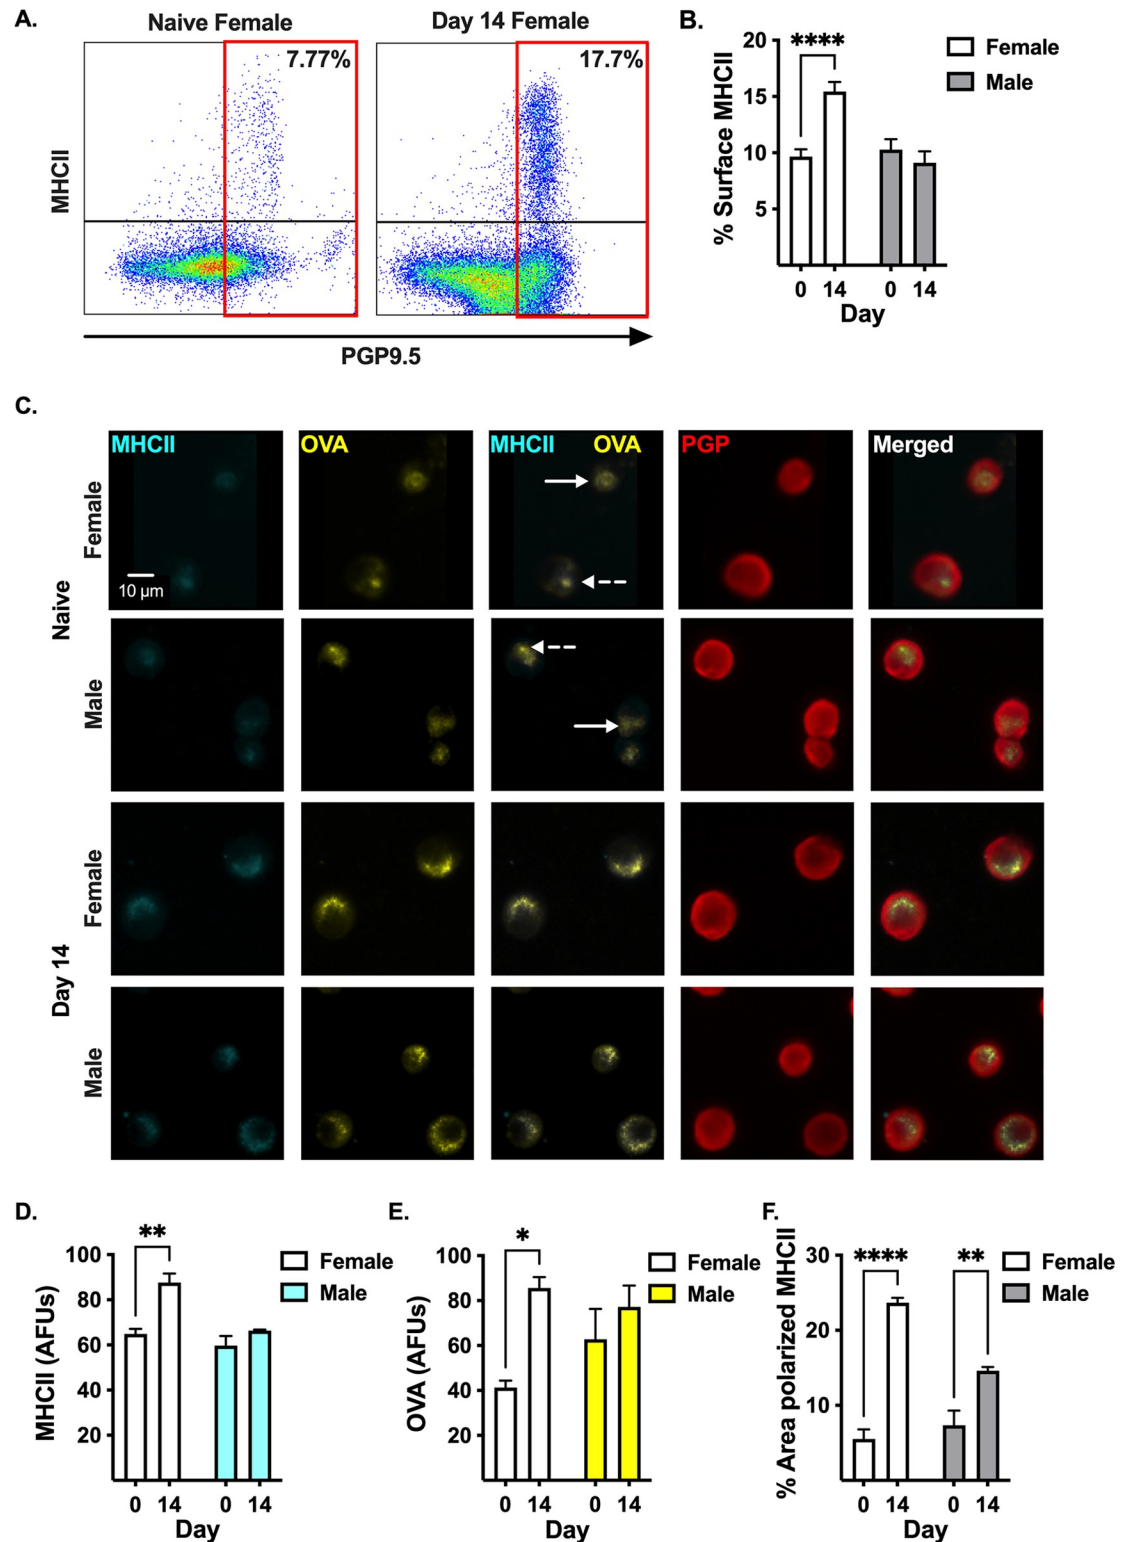 A.
Naive Female
Day 14 Female
7.77%
17.7%
MHCII
PGP9.5
B.
% Surface MHCII
20
15
10
5
****
0
14
0
14
Day
Female
Male
C.
MHCII
OVA
MHCII OVA
PGP
Merged
Naive
Female
10 µm
Male
Day 14
Female
Male
D.
MHCII (AFUs)
100
80
60
40
20
**
0
14
0
14
Day
Female
Male
E.
OVA (AFUs)
100
80
60
40
20
*
0
14
0
14
Day
Female
Male
F.
% Area polarized MHCII
30
20
10
****
**
0
14
0
14
Day
Female
Male